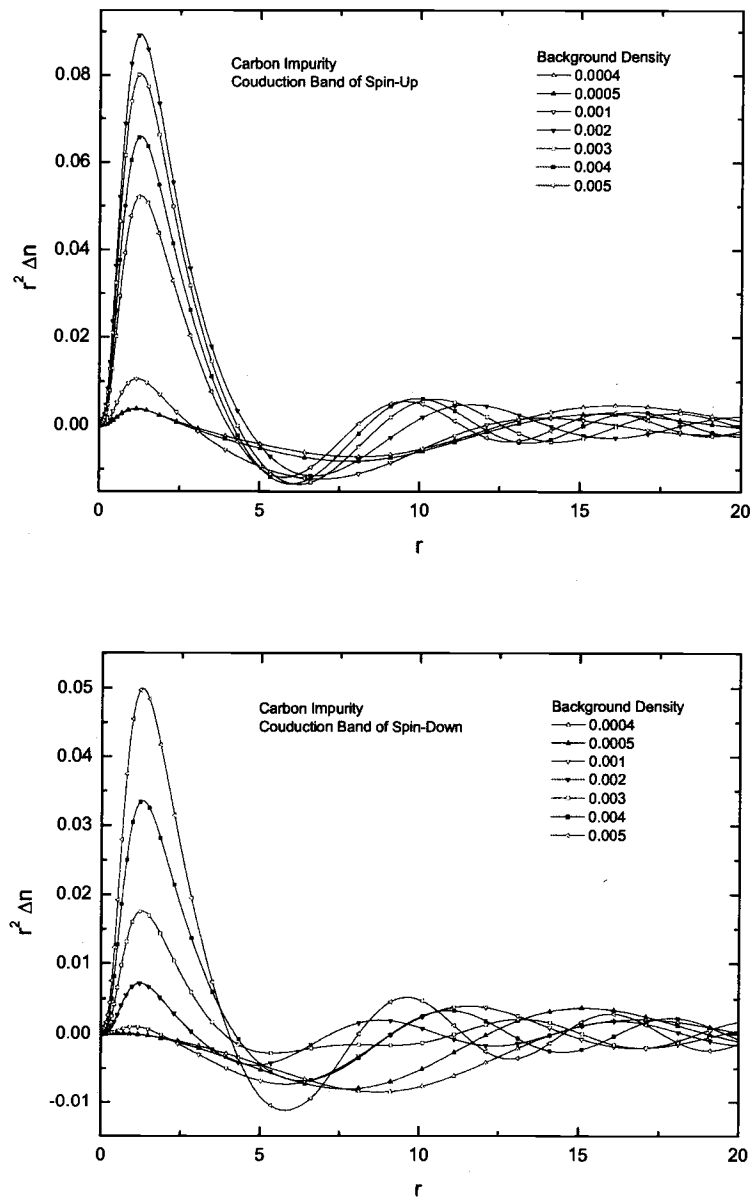 Carbon Impurity
Couduction Band of Spin-Up
Background Density
0.0004
0.0005
0.001
0.002
0.003
0.004
0.005
0.08
0.06
0.04
0.02
0.00
r² Δn
0 5 10 15 20
r
Carbon Impurity
Couduction Band of Spin-Down
Background Density
0.0004
0.0005
0.001
0.002
0.003
0.004
0.005
0.05
0.04
0.03
0.02
0.01
0.00
-0.01
r² Δn
0 5 10 15 20
r